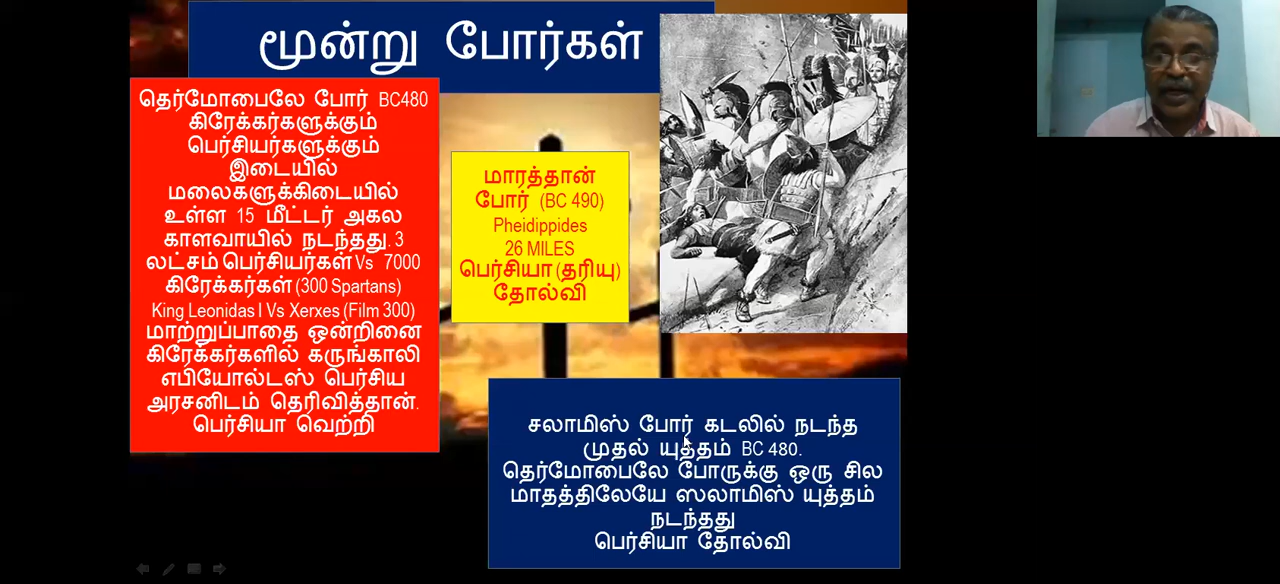 மூன்று போர்கள்
தெர்மோபைலே போர் BC480
கிரேக்கர்களுக்கும்
பெர்சியர்களுக்கும்
இடையில்
மலைகளுக்கிடையில்
உள்ள 15 மீட்டர் அகல
காளவாயில் நடந்தது. 3
லட்சம் பெர்சியர்கள் Vs 7000
கிரேக்கர்கள் (300 Spartans)
King Leonidas I Vs Xerxes (Film 300)
மாற்றுப்பாதை ஒன்றினை
கிரேக்கர்களில் கருங்காலி
எபியோல்டஸ் பெர்சிய
அரசனிடம் தெரிவித்தான்.
பெர்சியா வெற்றி
மாரத்தான்
போர் (BC 490)
Pheidippides
26 MILES
பெர்சியா (தரியு)
தோல்வி
சலாமிஸ் போர் கடலில் நடந்த
முதல் யுத்தம் BC 480.
தெர்மோபைலே போருக்கு ஒரு சில
மாதத்திலேயே ஸலாமிஸ் யுத்தம்
நடந்தது
பெர்சியா தோல்வி